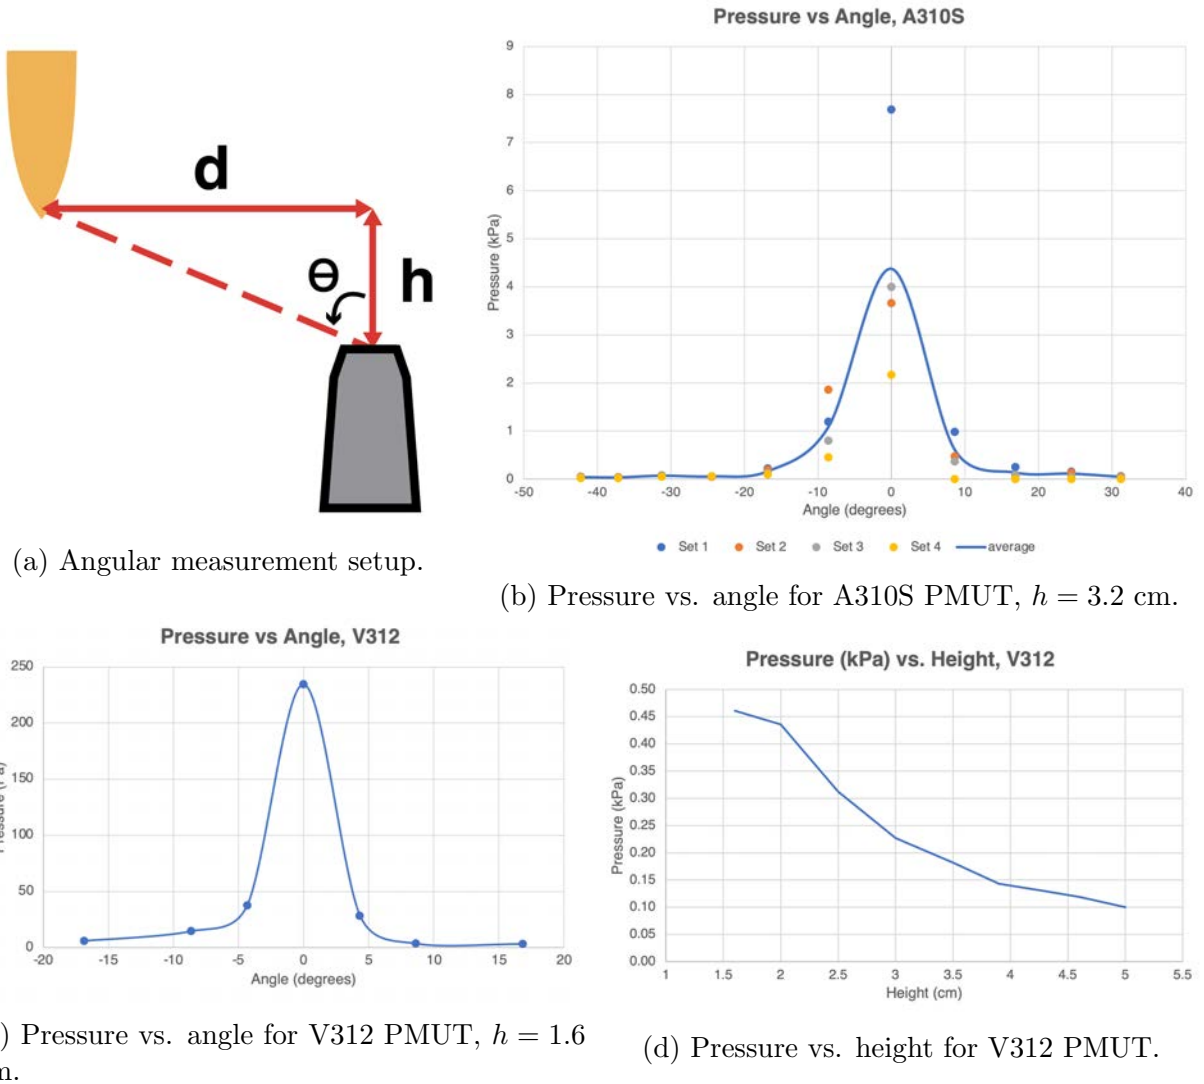 d
h
Θ
(a) Angular measurement setup.
Pressure vs Angle, A310S
Pressure (kPa)
9
8
7
6
5
4
3
2
1
0
-50 -40 -30 -20 -10 0 10 20 30 40
Angle (degrees)
Set 1 Set 2 Set 3 Set 4 average
(b) Pressure vs. angle for A310S PMUT, h = 3.2 cm.
Pressure vs Angle, V312
250
200
150
100
50
0
-20 -15 -10 -5 0 5 10 15 20
Angle (degrees)
) Pressure vs. angle for V312 PMUT, h = 1.6
Pressure (kPa) vs. Height, V312
Pressure (kPa)
0.50
0.45
0.40
0.35
0.30
0.25
0.20
0.15
0.10
0.05
0.00
1 1.5 2 2.5 3 3.5 4 4.5 5 5.5
Height (cm)
(d) Pressure vs. height for V312 PMUT.